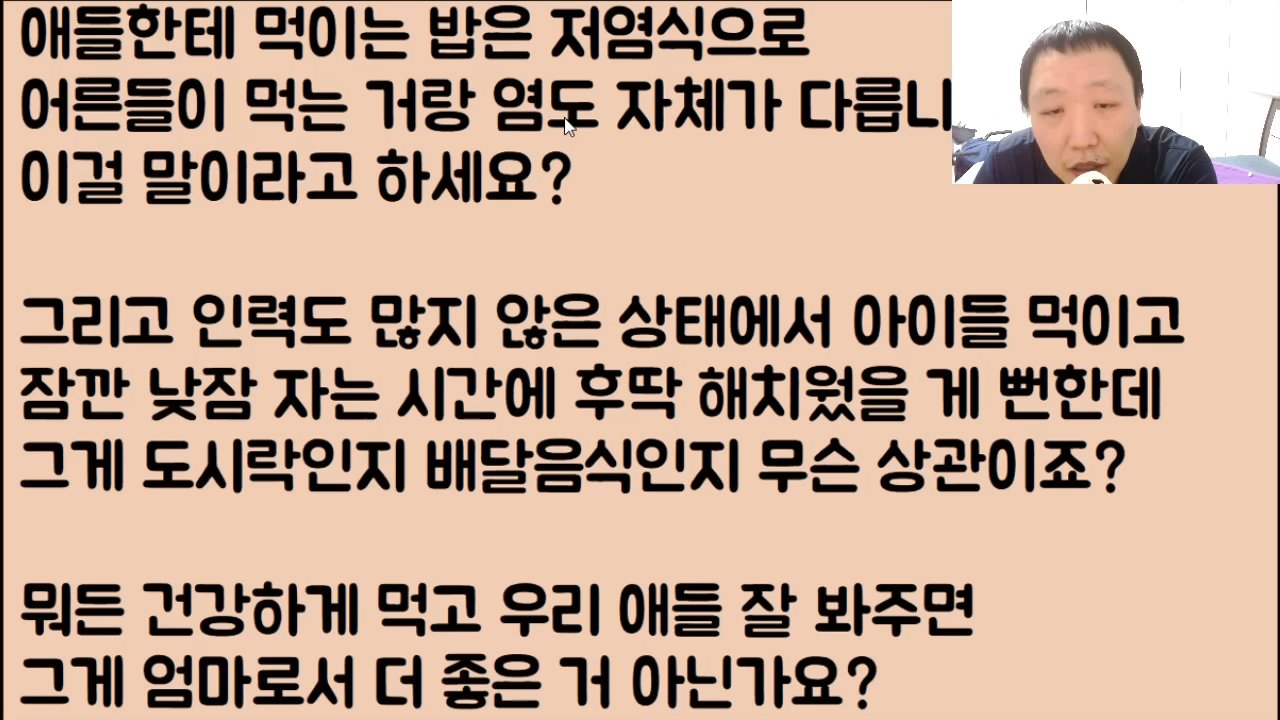 애들한테 먹이는 밥은 저염식으로
어른들이 먹는 거랑 염도 자체가
이걸 말이라고 하세요?
그리고 인력도 많지 않은 상태에서 아이들 먹이고
잠깐 낮잠 자는 시간에 후딱 해치웠을 게 뻔한데
그게 도시락인지 배달음식인지 무슨 상관이죠?
뭐든 건강하게 먹고 우리 애들 잘 봐주면
그게 엄마로서 더 좋은 거 아닌가요?